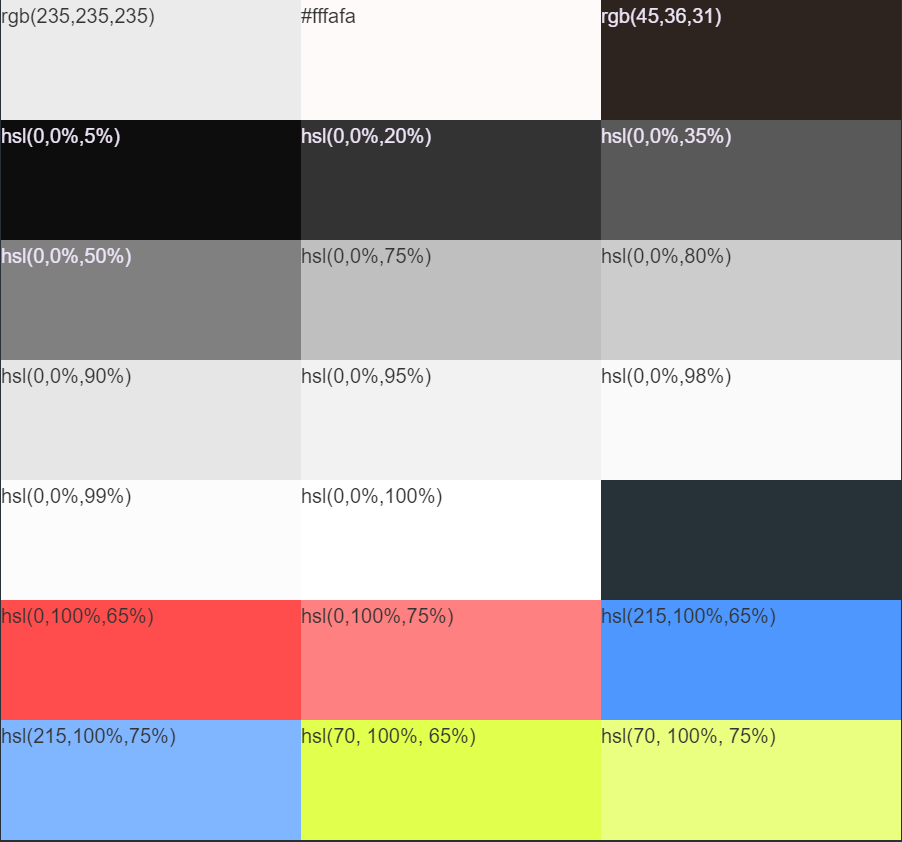 rgb(235,235,235)
#fffafa
rgb(45,36,31)
hsl(0,0%,5%)
hsl(0,0%,20%)
hsl(0,0%,35%)
hsl(0,0%,50%)
hsl(0,0%,75%)
hsl(0,0%,80%)
hsl(0,0%,90%)
hsl(0,0%,95%)
hsl(0,0%,98%)
hsl(0,0%,99%)
hsl(0,0%,100%)
hsl(0,100%,65%)
hsl(0,100%,75%)
hsl(215,100%,65%)
hsl(215,100%,75%)
hsl(70, 100%, 65%)
hsl(70, 100%, 75%)